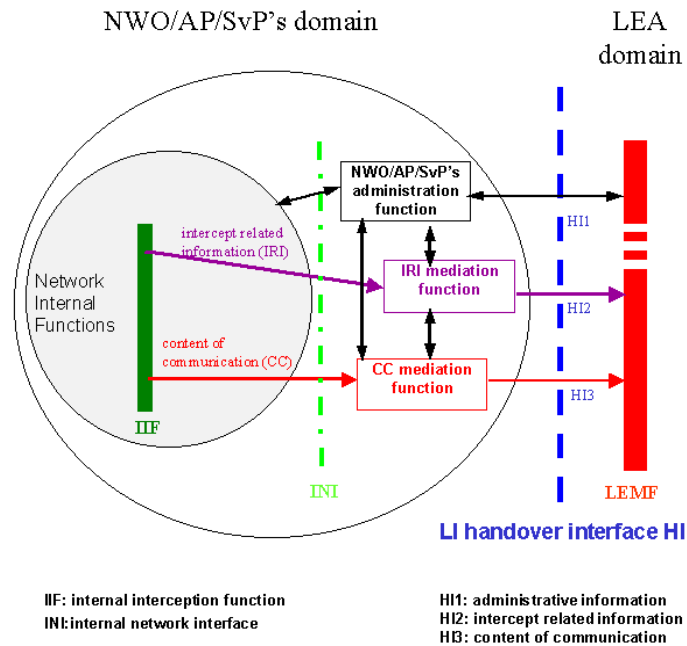 NWO/AP/SvP's domain
LEA
domain
NWO/AP/SvP's
administration
function
HI1
intercept related
information (IRI)
IRI mediation
function
HI2
Network
Internal
Functions
content of
communication (CC)
CC mediation
function
HI3
IIF
INI
LEMF
LI handover interface HI
IIF: internal interception function
INI:internal network interface
HI1: administrative information
HI2: intercept related information
HI3: content of communication